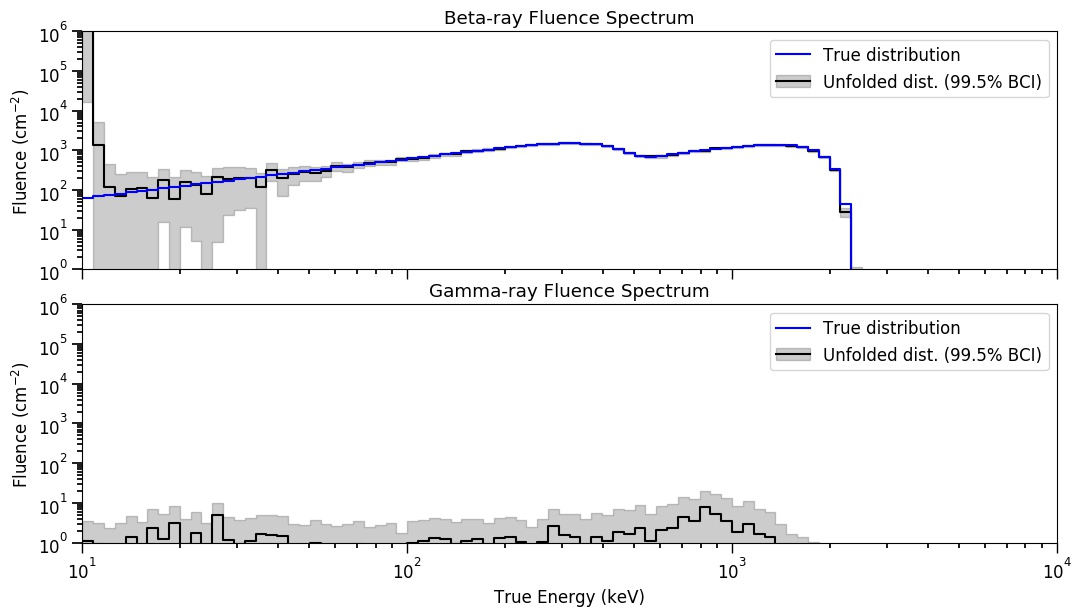 Beta-ray Fluence Spectrum
10^6
10^5
10^4
10^3
10^2
10^1
10^0
Fluence (cm^−2)
True distribution
Unfolded dist. (99.5% BCI)
Gamma-ray Fluence Spectrum
10^6
10^5
10^4
10^3
10^2
10^1
10^0
Fluence (cm^−2)
True distribution
Unfolded dist. (99.5% BCI)
10^1 10^2 10^3 10^4
True Energy (keV)